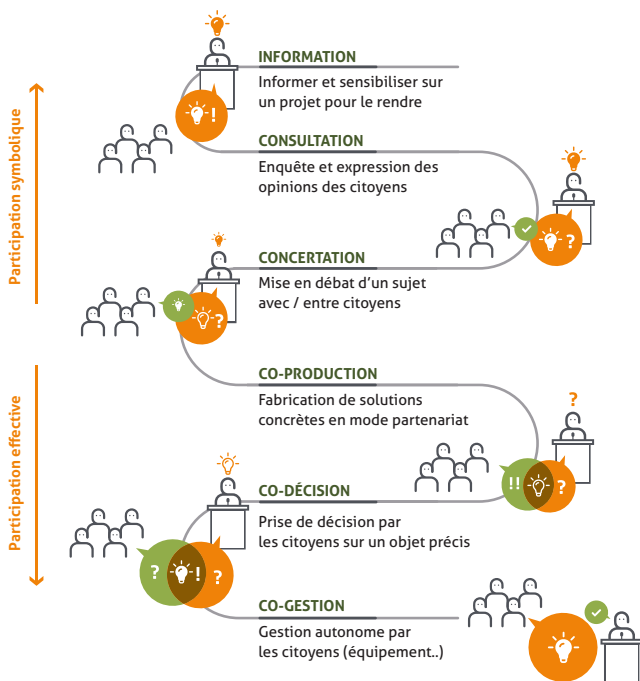 INFORMATION
Informer et sensibiliser sur
un projet pour le rendre
!
CONSULTATION
Enquête et expression des
opinions des citoyens
?
Participation symbolique
CONCERTATION
Mise en débat d’un sujet
avec / entre citoyens
?
CO-PRODUCTION
Fabrication de solutions
concrètes en mode partenariat
?
!! ?
Participation effective
CO-DÉCISION
Prise de décision par
les citoyens sur un objet précis
? ! ?
CO-GESTION
Gestion autonome par
les citoyens (équipement..)